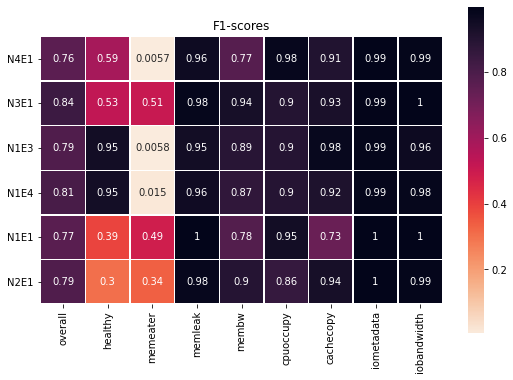 F1-scores
N4E1 0.76 0.59 0.0057 0.96 0.77 0.98 0.91 0.99 0.99
N3E1 0.84 0.53 0.51 0.98 0.94 0.9 0.93 0.99 1
N1E3 0.79 0.95 0.0058 0.95 0.89 0.9 0.98 0.99 0.96
N1E4 0.81 0.95 0.015 0.96 0.87 0.9 0.92 0.99 0.98
N1E1 0.77 0.39 0.49 1 0.78 0.95 0.73 1 1
N2E1 0.79 0.3 0.34 0.98 0.9 0.86 0.94 1 0.99
overall healthy memeater memleak membw cpuoccupy cachecopy iometadata iobandwidth
0.8
0.6
0.4
0.2